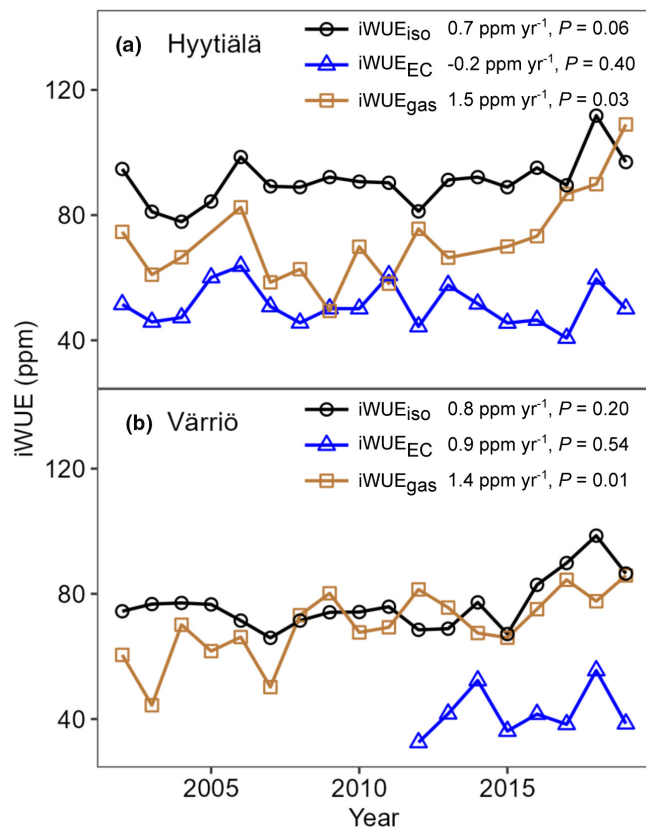 (a) Hyytiälä
iWUEiso 0.7 ppm yr⁻¹, P = 0.06
iWUEEC -0.2 ppm yr⁻¹, P = 0.40
iWUEgas 1.5 ppm yr⁻¹, P = 0.03
120
80
40
iWUE (ppm)
(b) Värriö
iWUEiso 0.8 ppm yr⁻¹, P = 0.20
iWUEEC 0.9 ppm yr⁻¹, P = 0.54
iWUEgas 1.4 ppm yr⁻¹, P = 0.01
120
80
40
2005 2010 2015
Year